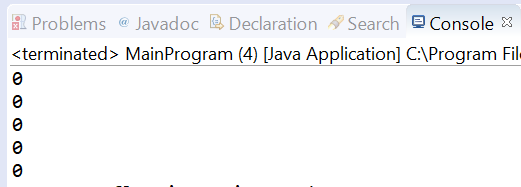 Problems @ Javadoc Declaration Search Console
<terminated> MainProgram (4) [Java Application] C:\Program File
0
0
0
0
0